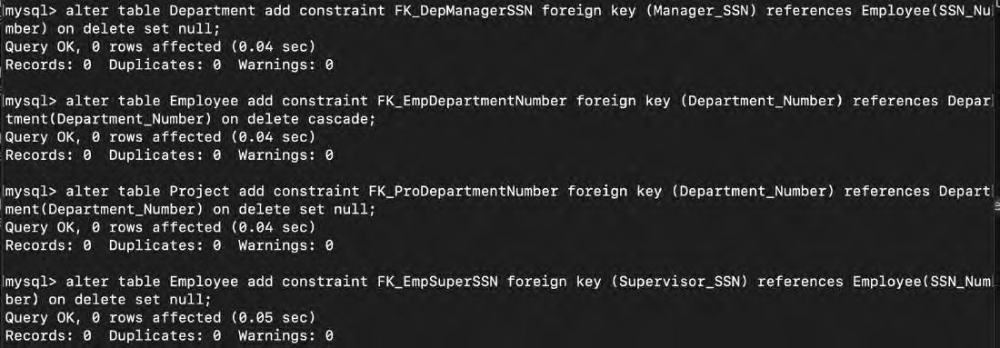 mysql> alter table Department add constraint FK_DepManagerSSN foreign key (Manager_SSN) references Employee(SSN_Nu
mber) on delete set null;
Query OK, 0 rows affected (0.04 sec)
Records: 0  Duplicates: 0  Warnings: 0
mysql> alter table Employee add constraint FK_EmpDepartmentNumber foreign key (Department_Number) references Depar
tment(Department_Number) on delete cascade;
Query OK, 0 rows affected (0.04 sec)
Records: 0  Duplicates: 0  Warnings: 0
mysql> alter table Project add constraint FK_ProDepartmentNumber foreign key (Department_Number) references Depart
ment(Department_Number) on delete set null;
Query OK, 0 rows affected (0.04 sec)
Records: 0  Duplicates: 0  Warnings: 0
mysql> alter table Employee add constraint FK_EmpSuperSSN foreign key (Supervisor_SSN) references Employee(SSN_Num
ber) on delete set null;
Query OK, 0 rows affected (0.05 sec)
Records: 0  Duplicates: 0  Warnings: 0